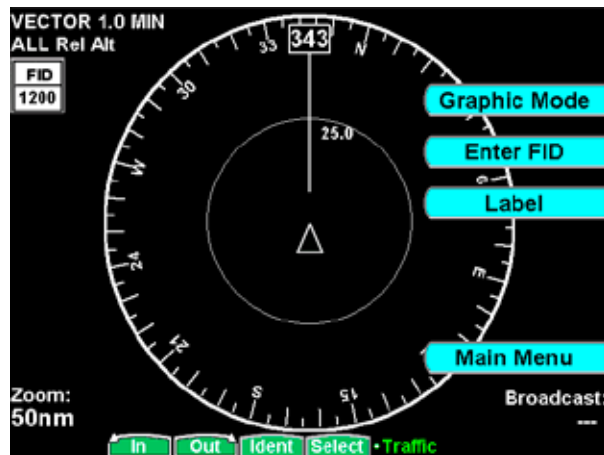 VECTOR 1.0 MIN
ALL Rel Alt
FID
1200
343
33
N
30
W
24
21
S
15
E
6
25.0
Graphic Mode
Enter FID
Label
Main Menu
Zoom:
50nm
Broadcast:
---
In
Out
Ident
Select
•Traffic